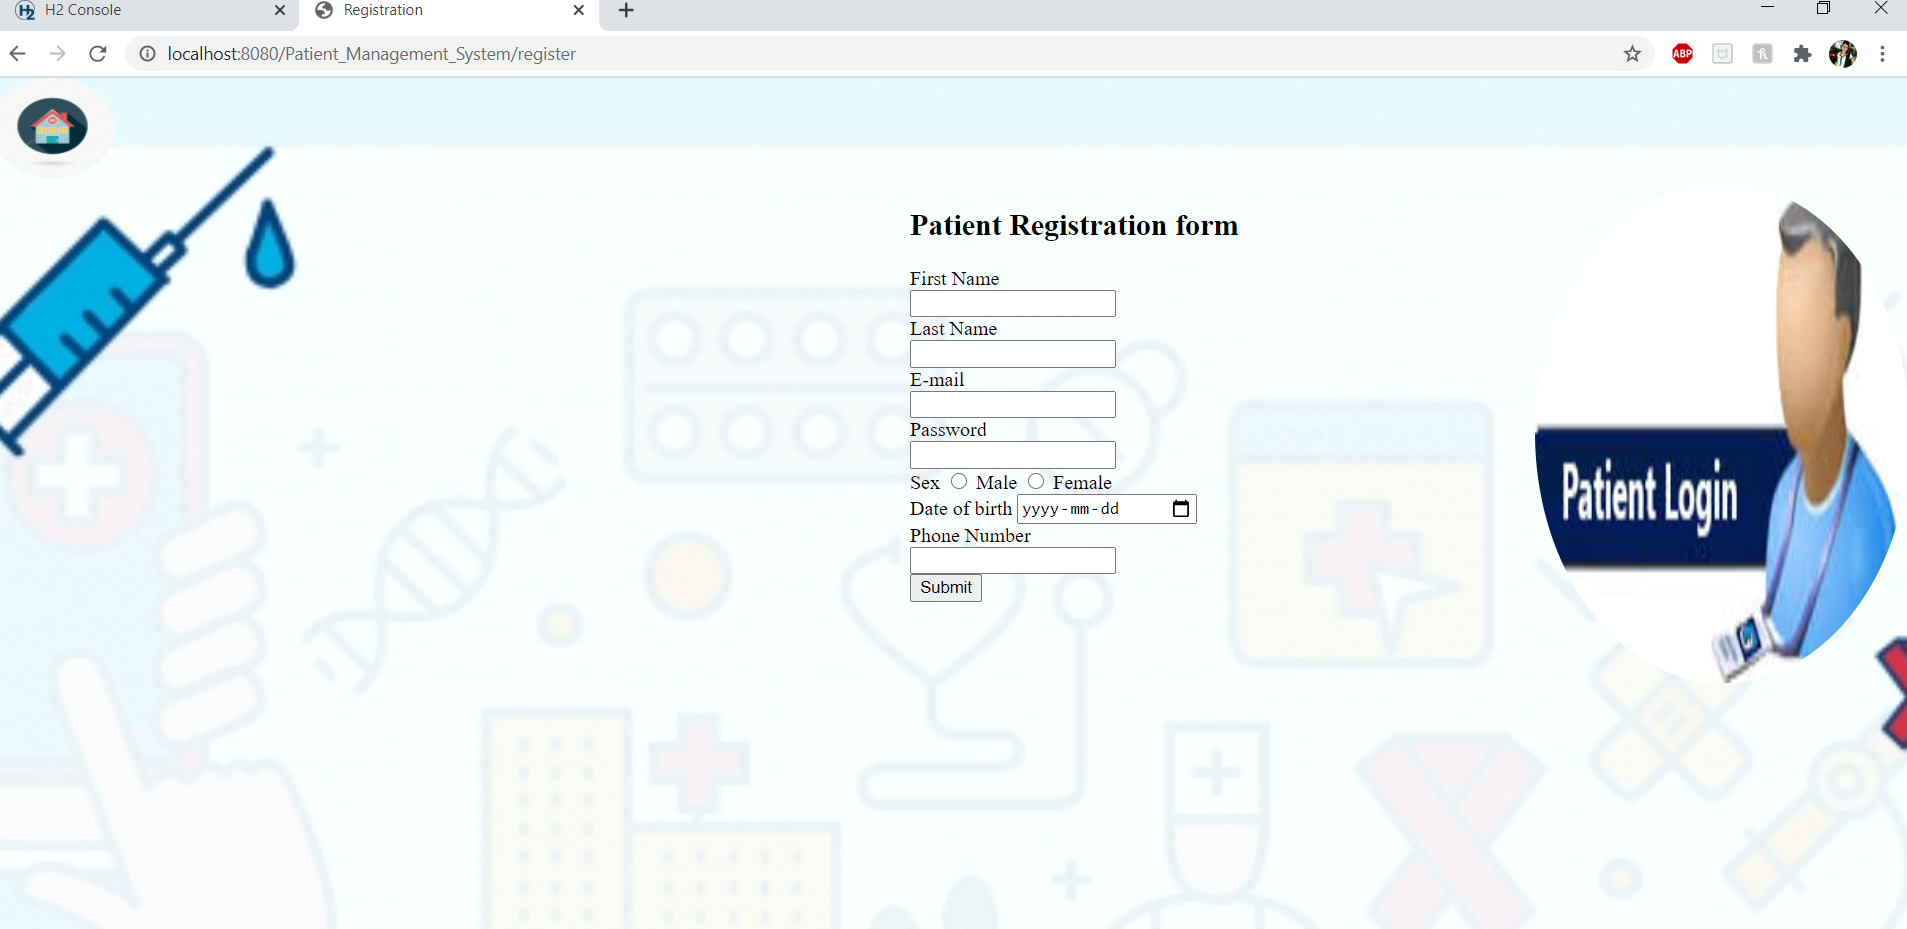 H2 Console
Registration
localhost:8080/Patient_Management_System/register
ABP
Patient Registration form
First Name
Last Name
E-mail
Password
Sex Male Female
Date of birth yyyy-mm-dd
Phone Number
Submit
Patient Login